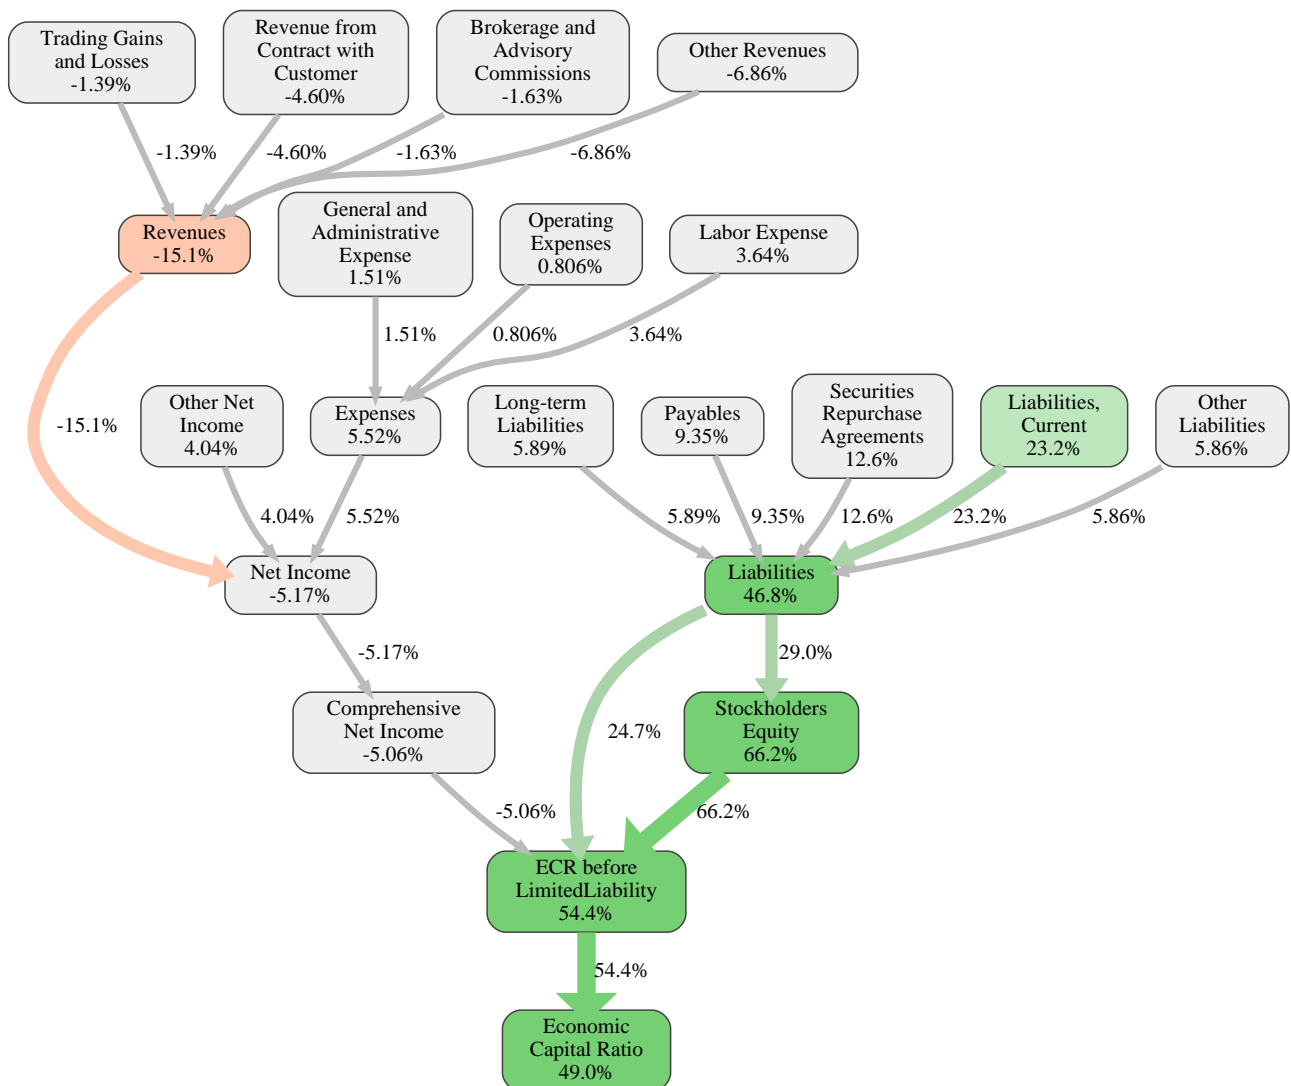 Trading Gains
and Losses
-1.39%
Revenue from
Contract with
Customer
-4.60%
Brokerage and
Advisory
Commissions
-1.63%
Other Revenues
-6.86%
-1.39%
-4.60%
-1.63%
-6.86%
Revenues
-15.1%
General and
Administrative
Expense
1.51%
Operating
Expenses
0.806%
Labor Expense
3.64%
1.51%
0.806%
3.64%
-15.1%
Other Net
Income
4.04%
Expenses
5.52%
Long-term
Liabilities
5.89%
Payables
9.35%
Securities
Repurchase
Agreements
12.6%
Liabilities,
Current
23.2%
Other
Liabilities
5.86%
4.04%
5.52%
5.89%
9.35%
12.6%
23.2%
5.86%
Net Income
-5.17%
Liabilities
46.8%
-5.17%
29.0%
Comprehensive
Net Income
-5.06%
24.7%
Stockholders
Equity
66.2%
-5.06%
66.2%
ECR before
LimitedLiability
54.4%
54.4%
Economic
Capital Ratio
49.0%